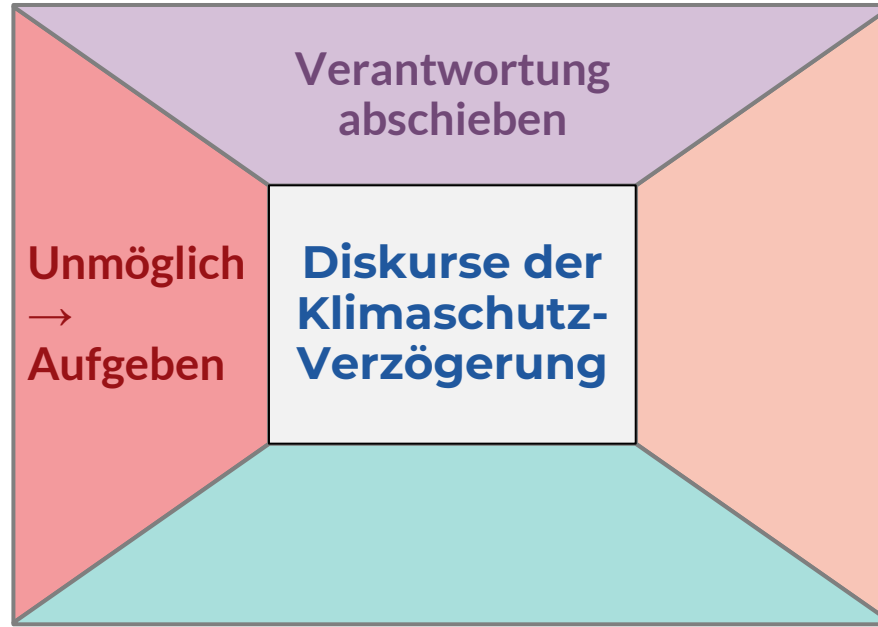 Verantwortung
abschieben
Unmöglich
→
Aufgeben
Diskurse der
Klimaschutz-
Verzögerung